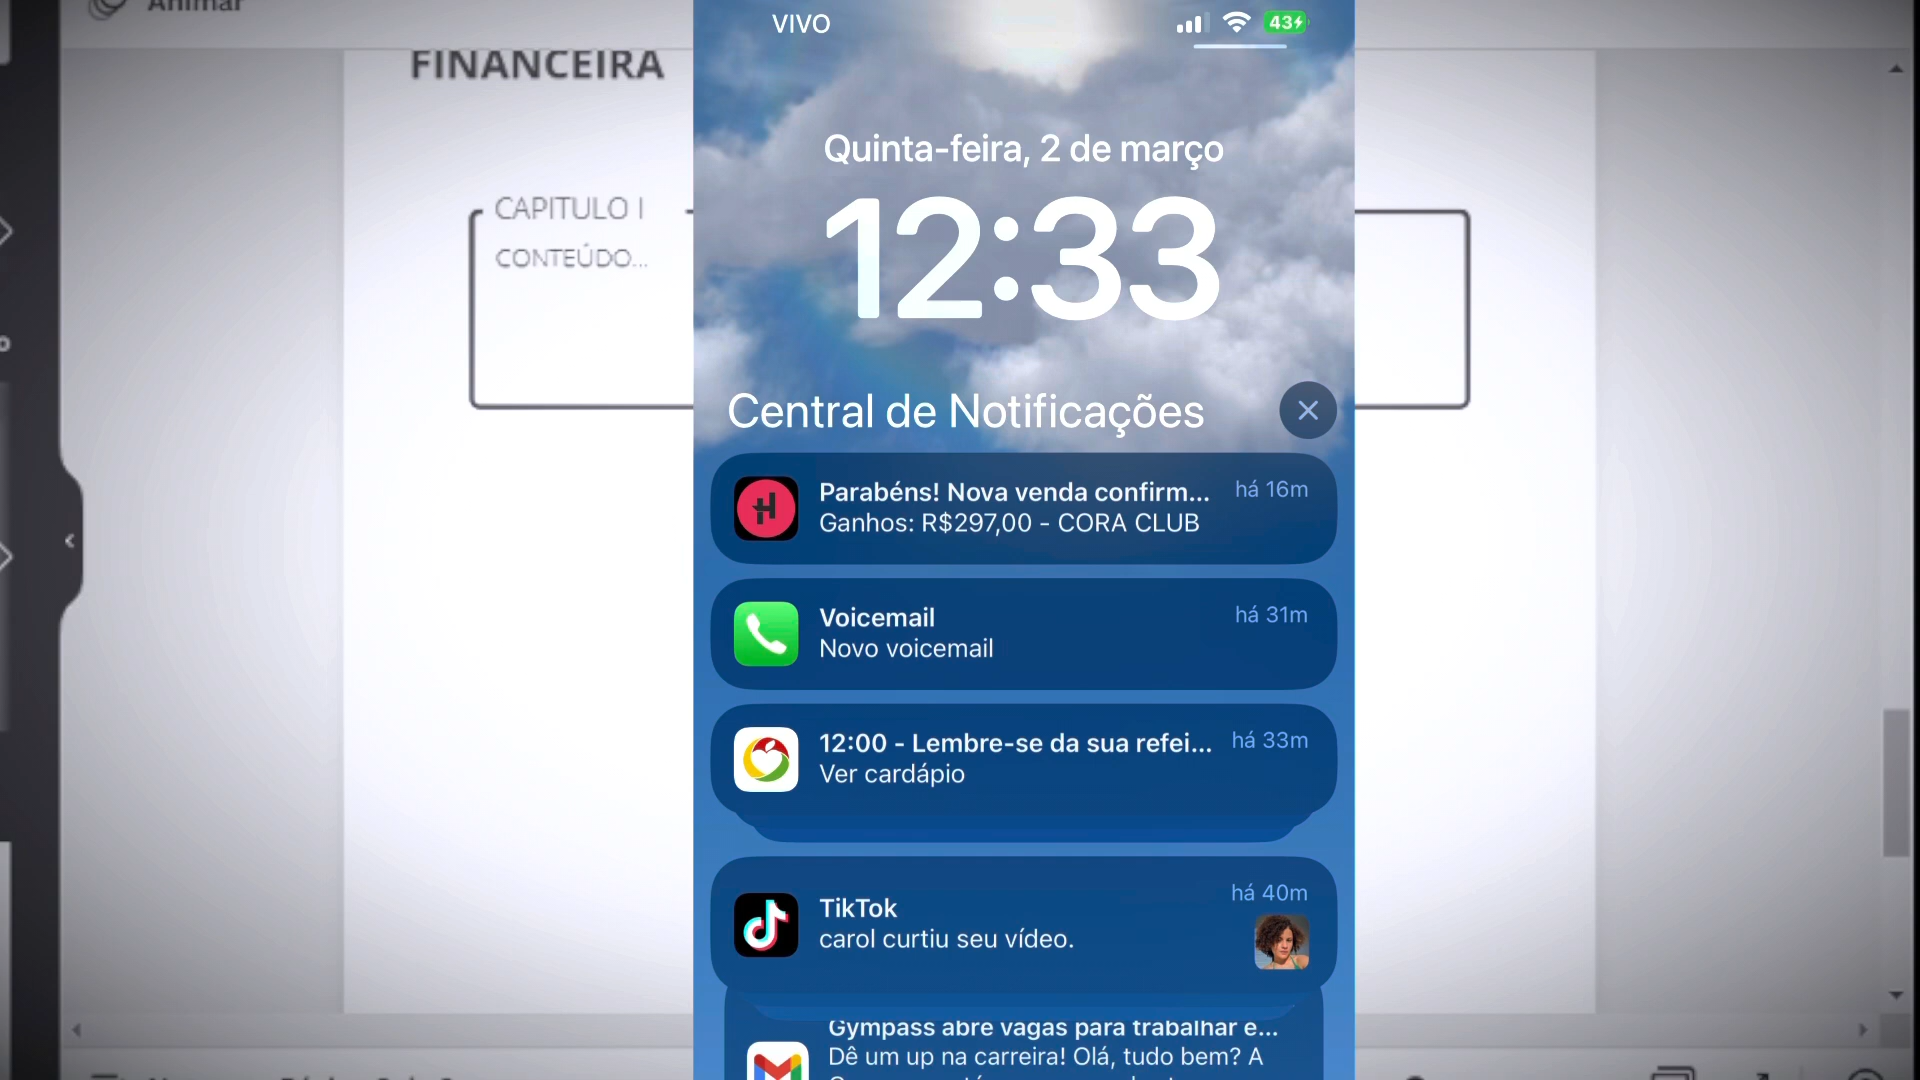 Animar
FINANCEIRA
CAPITULO I
CONTEÚDO...
VIVO
43
Quinta-feira, 2 de março
12:33
Central de Notificações
Parabéns! Nova venda confirm...
há 16m
Ganhos: R$297,00 - CORA CLUB
Voicemail
há 31m
Novo voicemail
12:00 - Lembre-se da sua refei...
há 33m
Ver cardápio
há 40m
TikTok
carol curtiu seu vídeo.
Gympass abre vagas para trabalhar e...
Dê um up na carreira! Olá, tudo bem? A